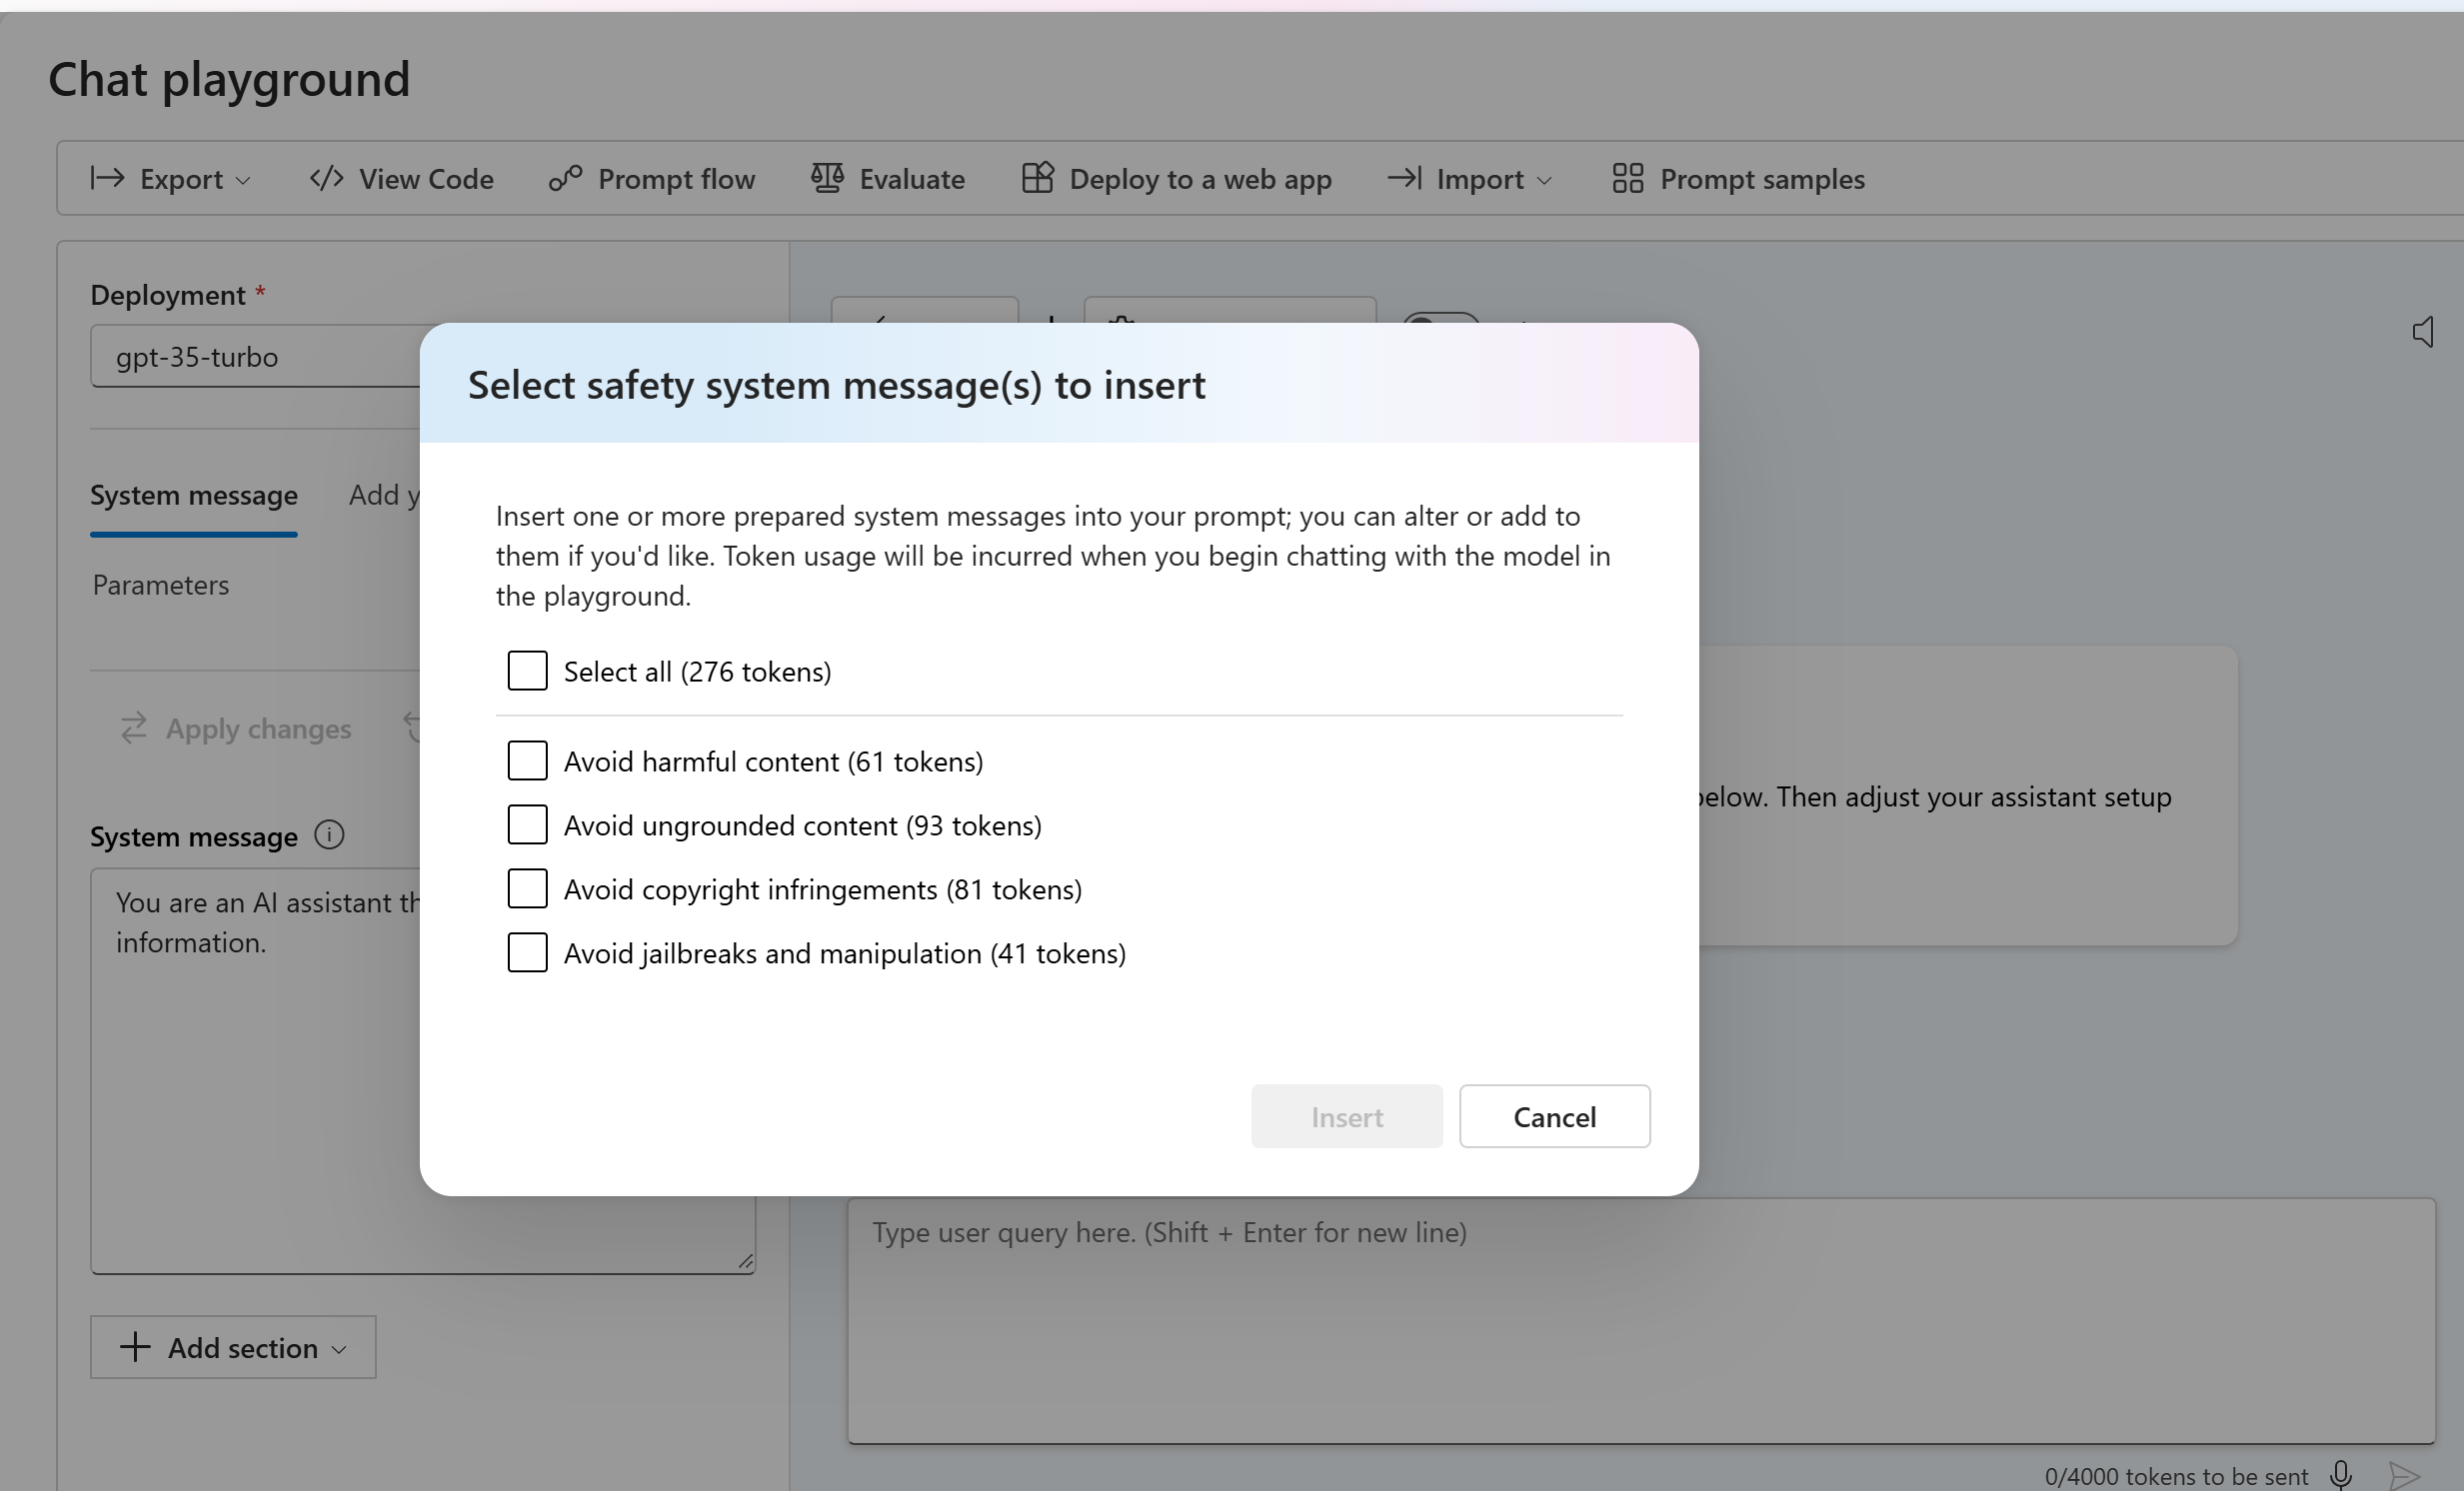 Chat playground
Export
View Code
Prompt flow
Evaluate
Deploy to a web app
Import
Prompt samples
Deployment *
gpt-35-turbo
System message
Add
Parameters
Apply changes
System message
You are an AI assistant
information.
Add section
Select safety system message(s) to insert
Insert one or more prepared system messages into your prompt; you can alter or add to
them if you'd like. Token usage will be incurred when you begin chatting with the model in
the playground.
Select all (276 tokens)
Avoid harmful content (61 tokens)
Avoid ungrounded content (93 tokens)
Avoid copyright infringements (81 tokens)
Avoid jailbreaks and manipulation (41 tokens)
Insert
Cancel
below. Then adjust your assistant setup
Type user query here. (Shift + Enter for new line)
0/4000 tokens to be sent